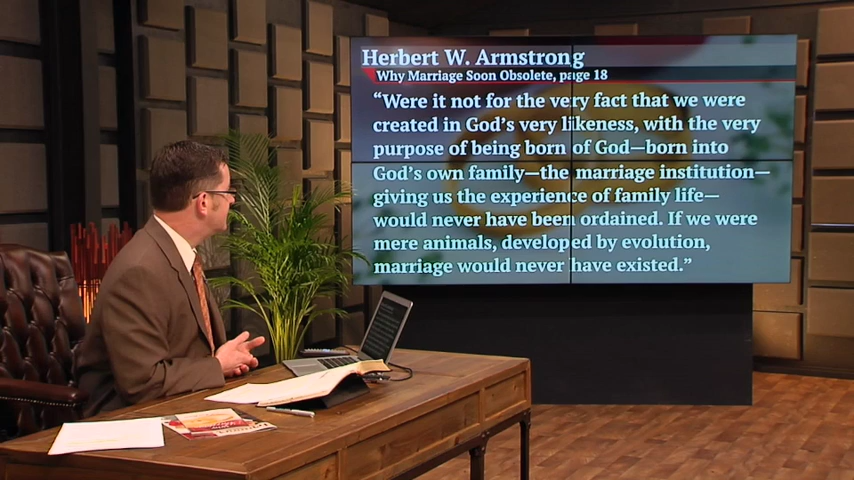 Herbert W. Armstrong
Why Marriage Soon Obsolete, page 18
“Were it not for the very fact that we were
created in God’s very likeness, with the very
purpose of being born of God—born into
God’s own family—the marriage institution—
giving us the experience of family life—
would never have been ordained. If we were
mere animals, developed by evolution,
marriage would never have existed.”